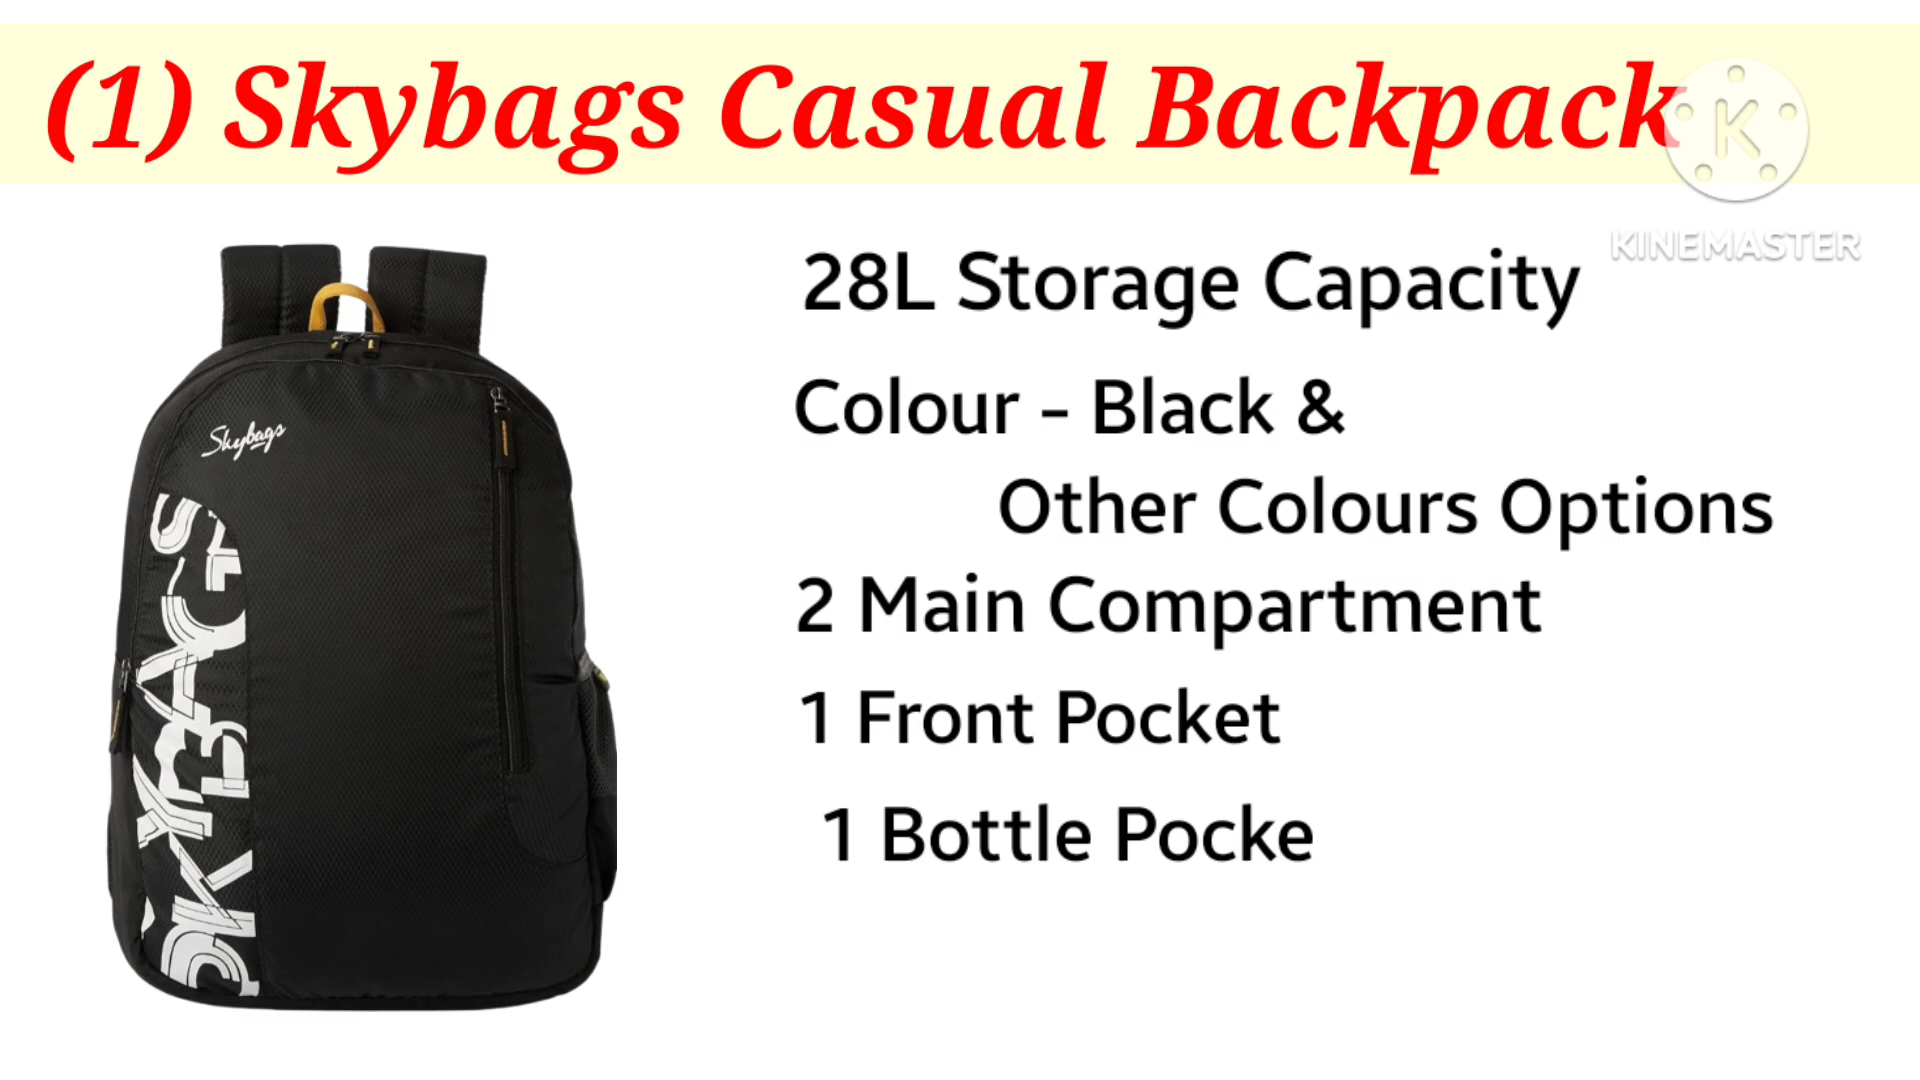 (1) Skybags Casual Backpack
K
KINEMASTER
28L Storage Capacity
Colour - Black &
Other Colours Options
2 Main Compartment
1 Front Pocket
1 Bottle Pocke
Skybags
SKYBAGS